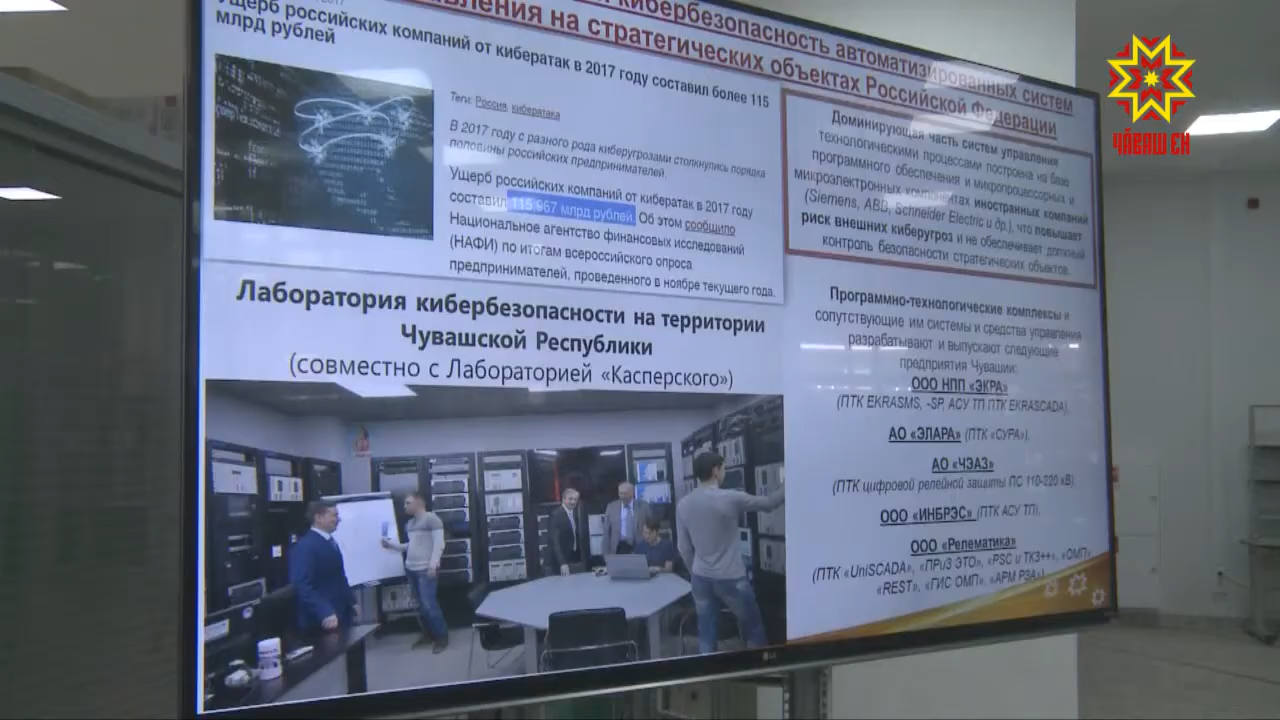 кибербезопасность автоматизированных систем
на стратегических объектах Российской Федерации
Ущерб российских компаний от кибератак в 2017 году составил более 115
млрд рублей
Теги: Россия, кибератака
В 2017 году с разного рода киберугрозами столкнулись порядка
половины российских предпринимателей.
Ущерб российских компаний от кибератак в 2017 году
составил 115,967 млрд рублей. Об этом сообщило
Национальное агентство финансовых исследований
(НАФИ) по итогам всероссийского опроса
предпринимателей, проведенного в ноябре текущего года.
Лаборатория кибербезопасности на территории
Чувашской Республики
(совместно с Лабораторией «Касперского»)
Доминирующая часть систем управления
технологическими процессами построена на базе
программного обеспечения и микропроцессорных и
микроэлектронных компонентах иностранных компаний
(Siemens, ABB, Schneider Electric и др.), что повышает
риск внешних киберугроз и не обеспечивает должный
контроль безопасности стратегических объектов.
Программно-технологические комплексы и
сопутствующие им системы и средства управления
разрабатывают и выпускают следующие
предприятия Чувашии:
ООО НПП «ЭКРА»
(ПТК EKRASMS, -SP, АСУ ТП ПТК EKRASCADA),
АО «ЭЛАРА» (ПТК «СУРА»),
АО «ЧЭАЗ»
(ПТК цифровой релейной защиты ПС 110-220 кВ),
ООО «ИНБРЭС» (ПТК АСУ ТП),
ООО «Релематика»
(ПТК «UniSCADA», «ПРиЗ ЭТО», «PSC и ТКЗ++», «ОМП»,
«REST», «ГИС ОМП», «АРМ РЗА»)
LG
ЧӐВАШ ЕН